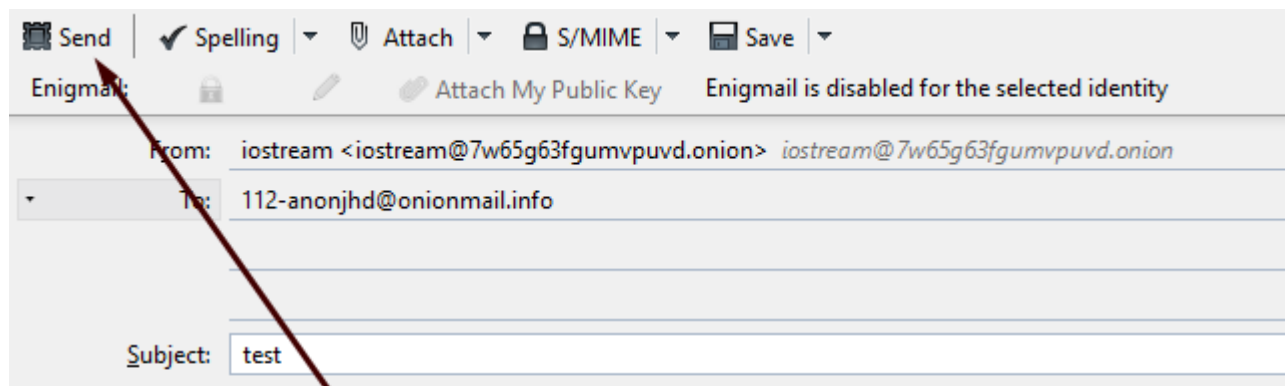 Send Spelling Attach S/MIME Save
Enigmail: Attach My Public Key Enigmail is disabled for the selected identity
From: iostream <iostream@7w65g63fgumvpuvd.onion> iostream@7w65g63fgumvpuvd.onion
To: 112-anonjhd@onionmail.info
Subject: test